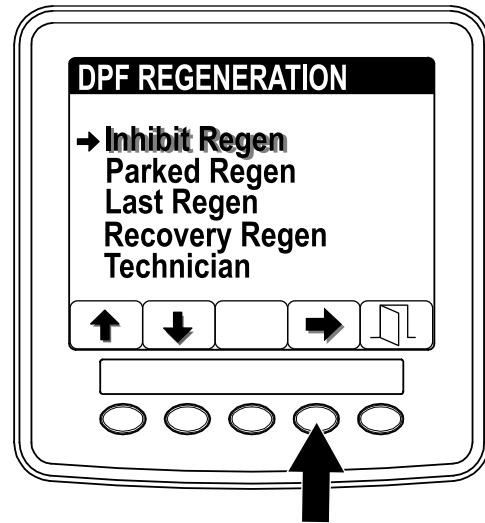 DPF REGENERATION
Inhibit Regen
Parked Regen
Last Regen
Recovery Regen
Technician